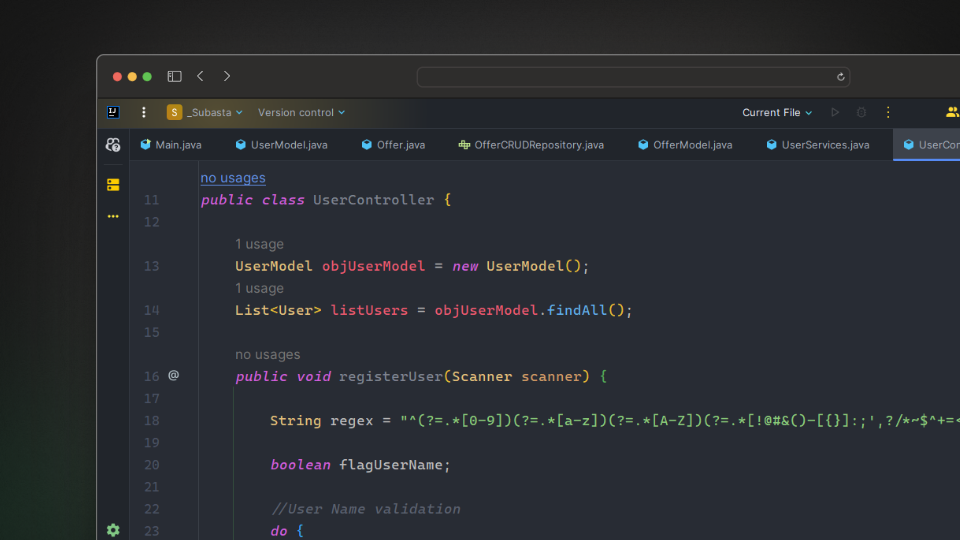 IJ
S _Subasta Version control Current File
Main.java UserModel.java Offer.java OfferCRUDRepository.java OfferModel.java UserServices.java UserCon
no usages
11 public class UserController {
12
1 usage
13 UserModel objUserModel = new UserModel();
1 usage
14 List<User> listUsers = objUserModel.findAll();
15
no usages
16 @ public void registerUser(Scanner scanner) {
17
18 String regex = "^(?=.*[0-9])(?=.*[a-z])(?=.*[A-Z])(?=.*[!@#&()-[{}]:;',?/*~$^+=<
19
20 boolean flagUserName;
21
22 //User Name validation
23 do {